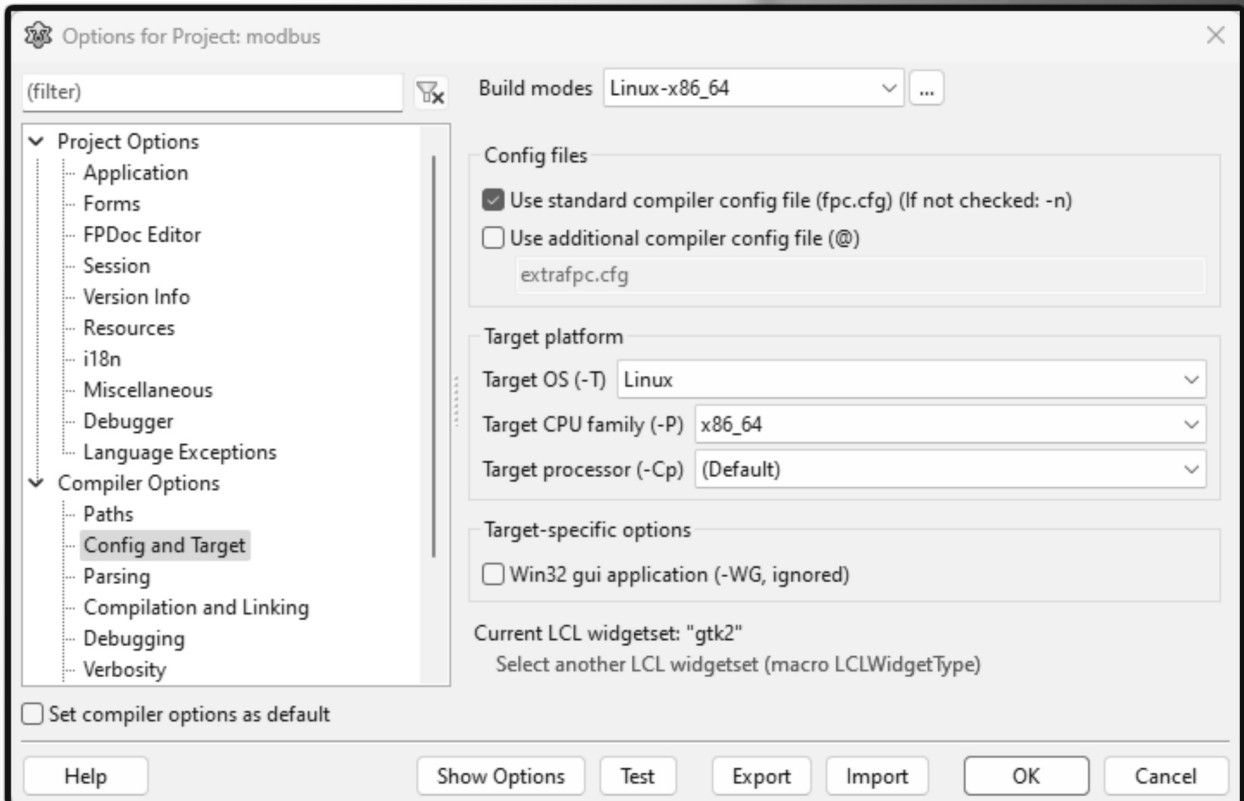 Options for Project: modbus
(filter)
Project Options
Application
Forms
FPDoc Editor
Session
Version Info
Resources
i18n
Miscellaneous
Debugger
Language Exceptions
Compiler Options
Paths
Config and Target
Parsing
Compilation and Linking
Debugging
Verbosity
Set compiler options as default
Build modes Linux-x86_64 ...
Config files
Use standard compiler config file (fpc.cfg) (If not checked: -n)
Use additional compiler config file (@)
extrafpc.cfg
Target platform
Target OS (-T) Linux
Target CPU family (-P) x86_64
Target processor (-Cp) (Default)
Target-specific options
Win32 gui application (-WG, ignored)
Current LCL widgetset: "gtk2"
Select another LCL widgetset (macro LCLWidgetType)
Help Show Options Test Export Import OK Cancel